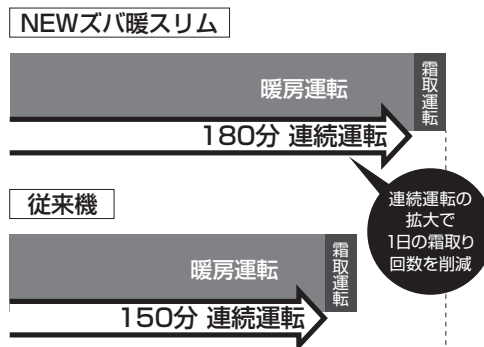 NEWズバ暖スリム
暖房運転
霜取運転
180分 連続運転
連続運転の
拡大で
1日の霜取り
回数を削減
従来機
暖房運転
霜取運転
150分 連続運転